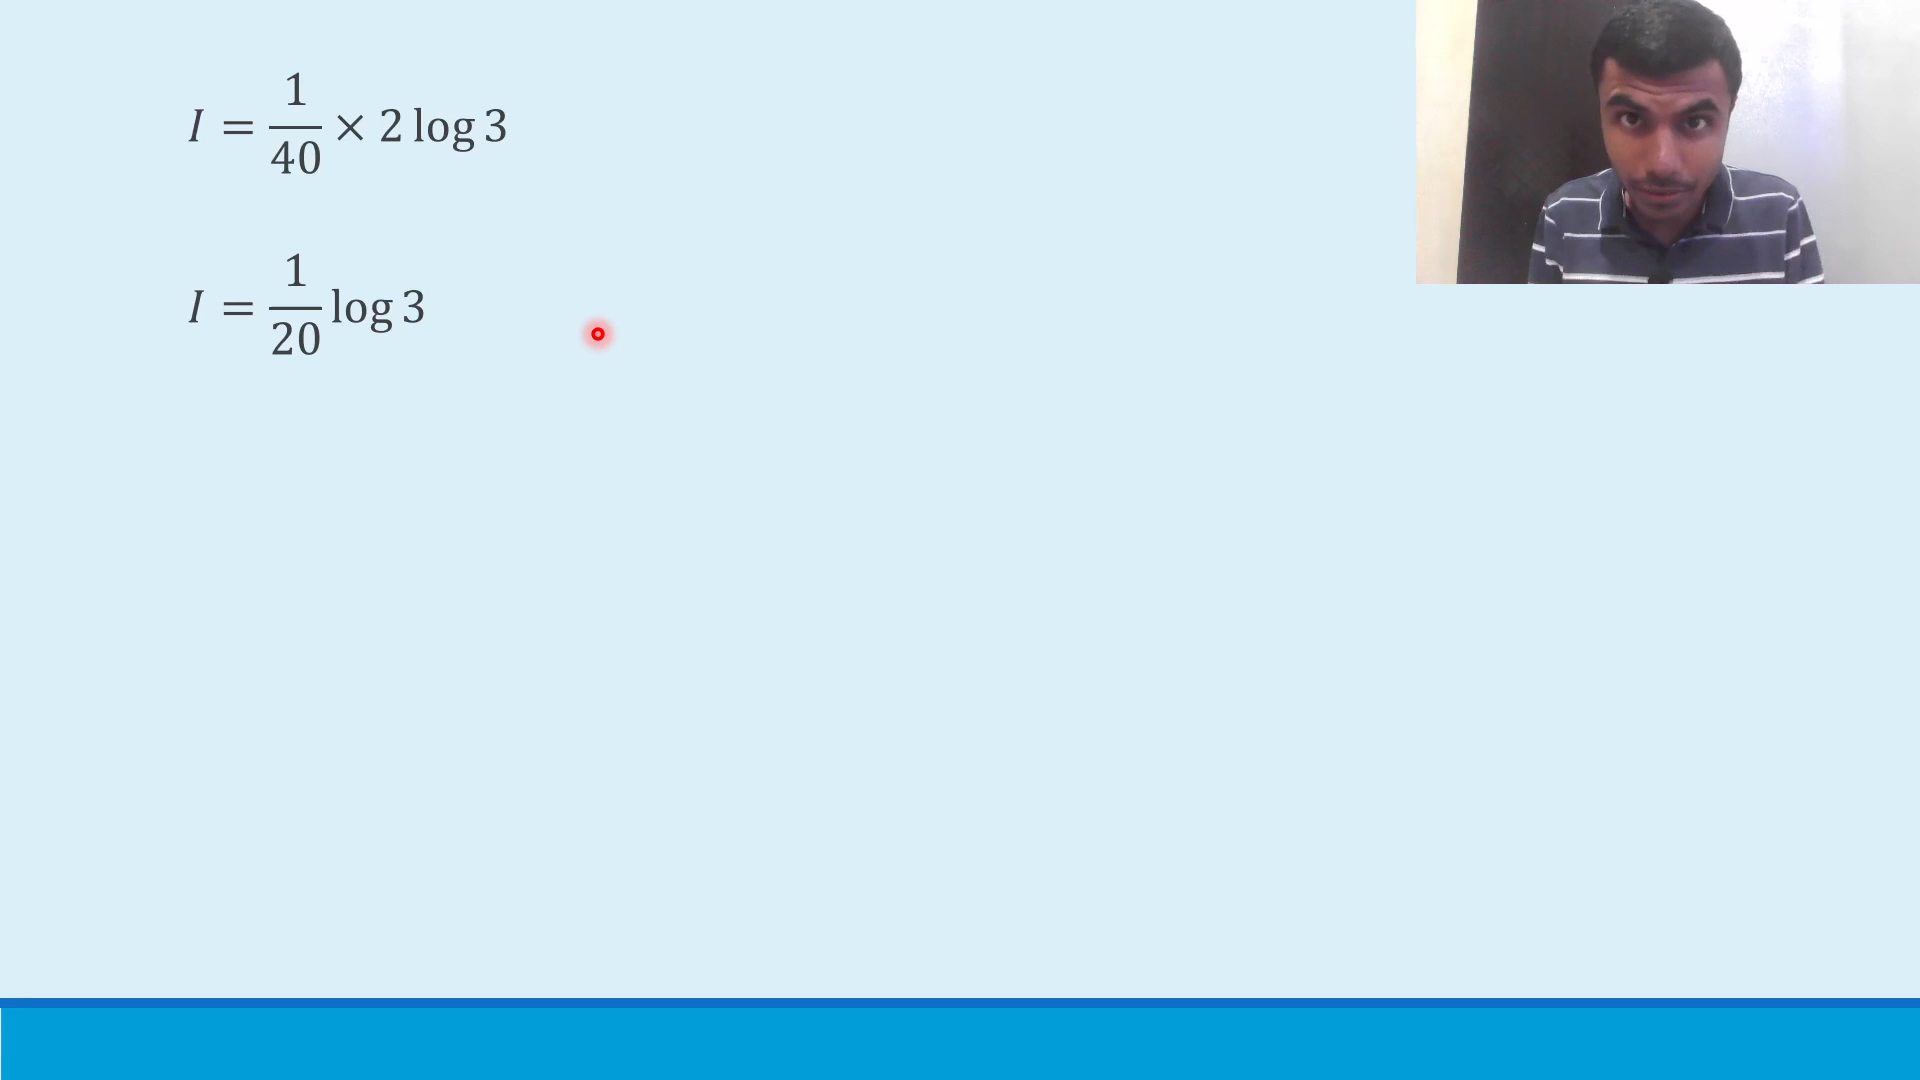 I = 1/40 × 2 log 3
I = 1/20 log 3